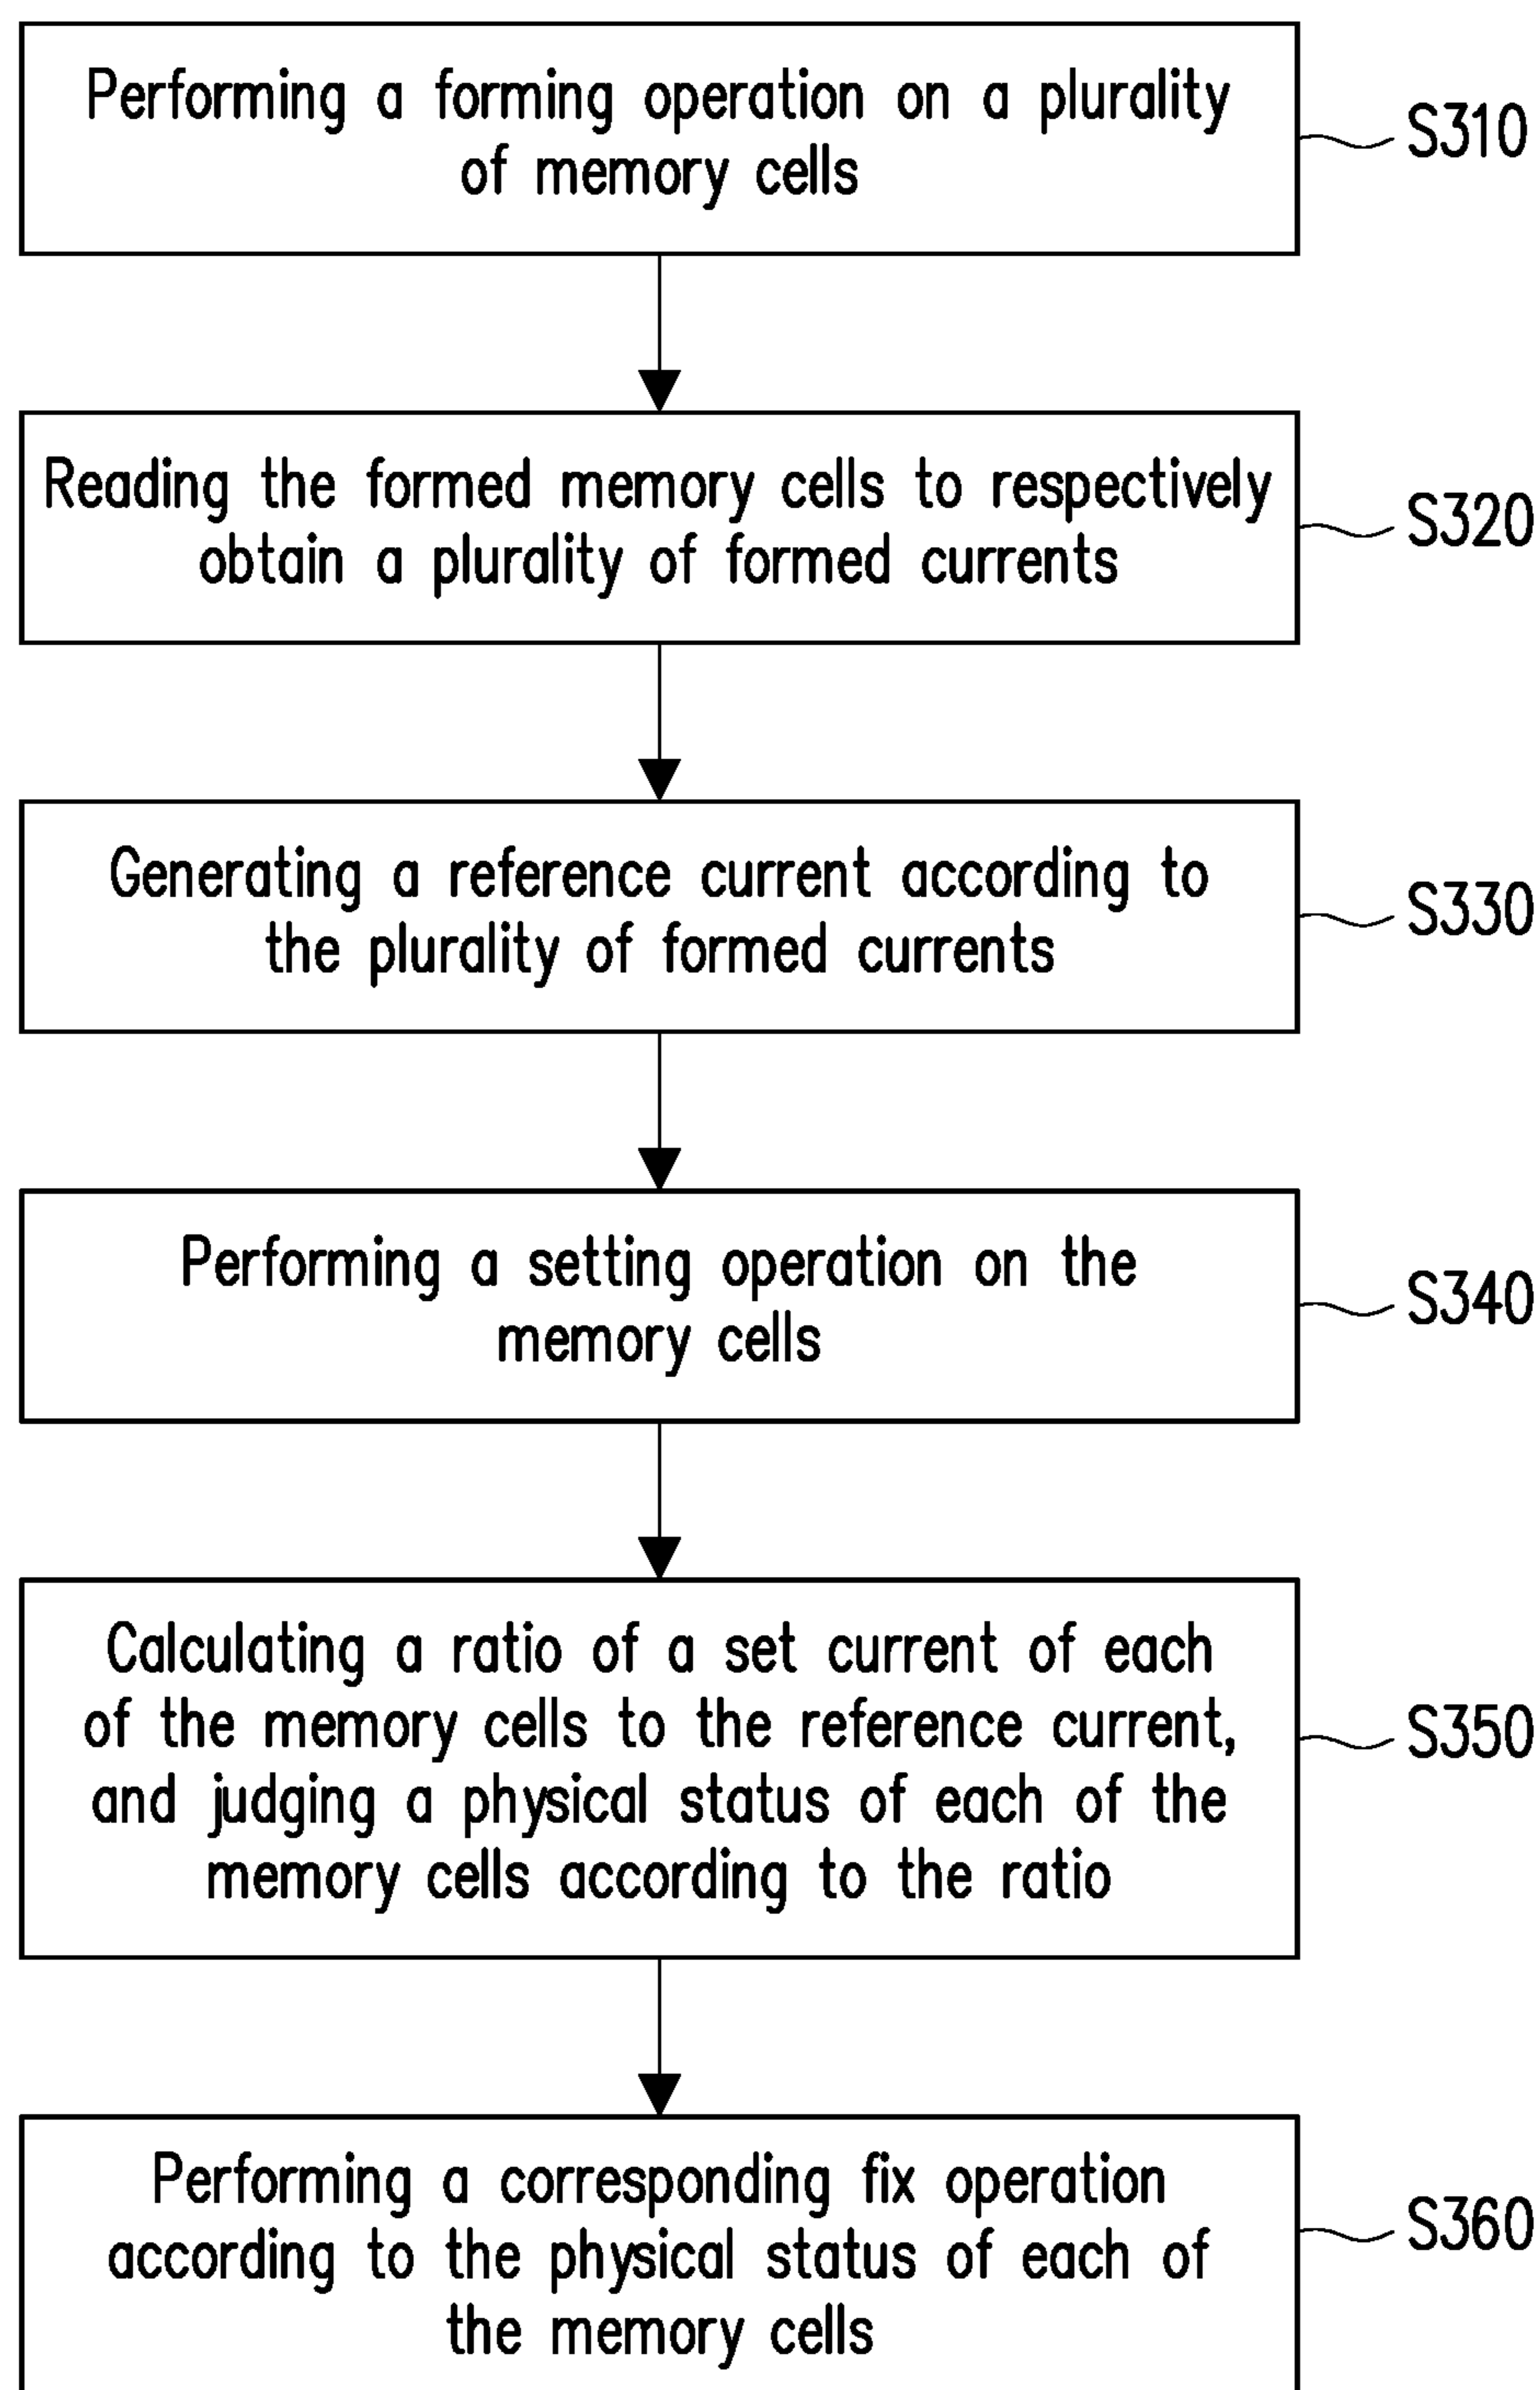 Performing a forming operation on a plurality
of memory cells
S310
Reading the formed memory cells to respectively
obtain a plurality of formed currents
S320
Generating a reference current according to
the plurality of formed currents
S330
Performing a setting operation on the
memory cells
S340
Calculating a ratio of a set current of each
of the memory cells to the reference current,
and judging a physical status of each of the
memory cells according to the ratio
S350
Performing a corresponding fix operation
according to the physical status of each of
the memory cells
S360